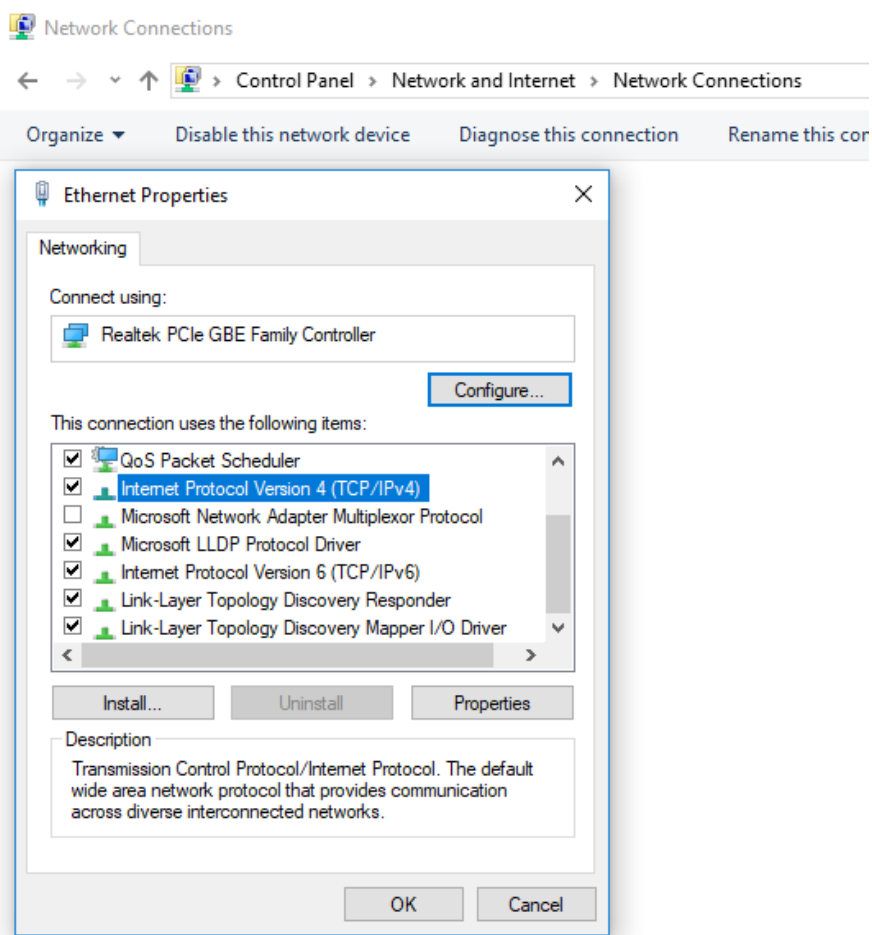 Network Connections
Control Panel > Network and Internet > Network Connections
Organize Disable this network device Diagnose this connection Rename this cor
Ethernet Properties
Networking
Connect using:
Realtek PCIe GBE Family Controller
Configure...
This connection uses the following items:
QoS Packet Scheduler
Internet Protocol Version 4 (TCP/IPv4)
Microsoft Network Adapter Multiplexor Protocol
Microsoft LLDP Protocol Driver
Internet Protocol Version 6 (TCP/IPv6)
Link-Layer Topology Discovery Responder
Link-Layer Topology Discovery Mapper I/O Driver
Install... Uninstall Properties
Description
Transmission Control Protocol/Internet Protocol. The default
wide area network protocol that provides communication
across diverse interconnected networks.
OK Cancel